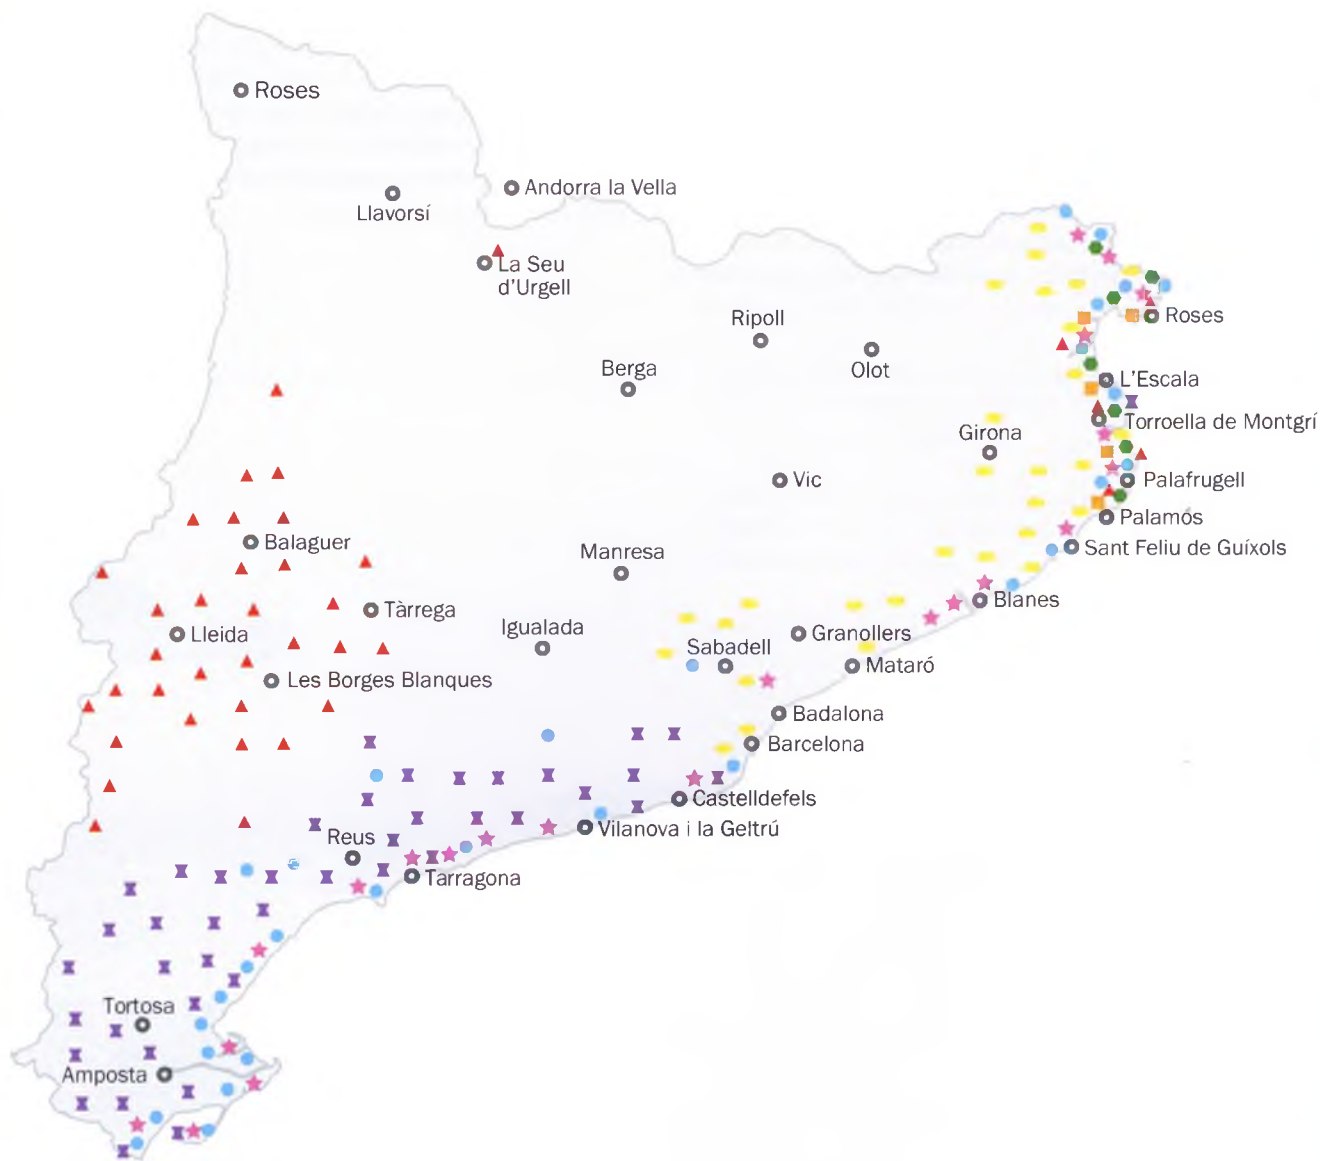 Roses
Andorra la Vella
Llavorsí
La Seu
d'Urgell
Ripoll
Roses
Olot
Berga
L'Escala
Torroella de Montgrí
Girona
Vic
Palafrugell
Palamós
Balaguer
Manresa
Sant Feliu de Guíxols
Blanes
Tàrrega
Lleida
Igualada
Granollers
Sabadell
Mataró
Les Borges Blanques
Badalona
Barcelona
Castelldefels
Vilanova i la Geltrú
Reus
Tarragona
Tortosa
Amposta